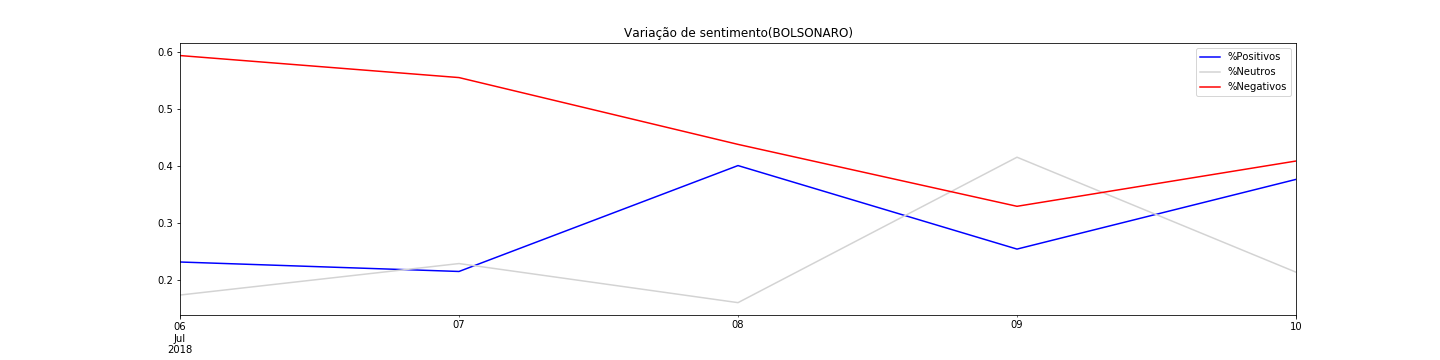 Variação de sentimento(BOLSONARO)
%Positivos
%Neutros
%Negativos
0.6
0.5
0.4
0.3
0.2
06
Jul
2018
07
08
09
10